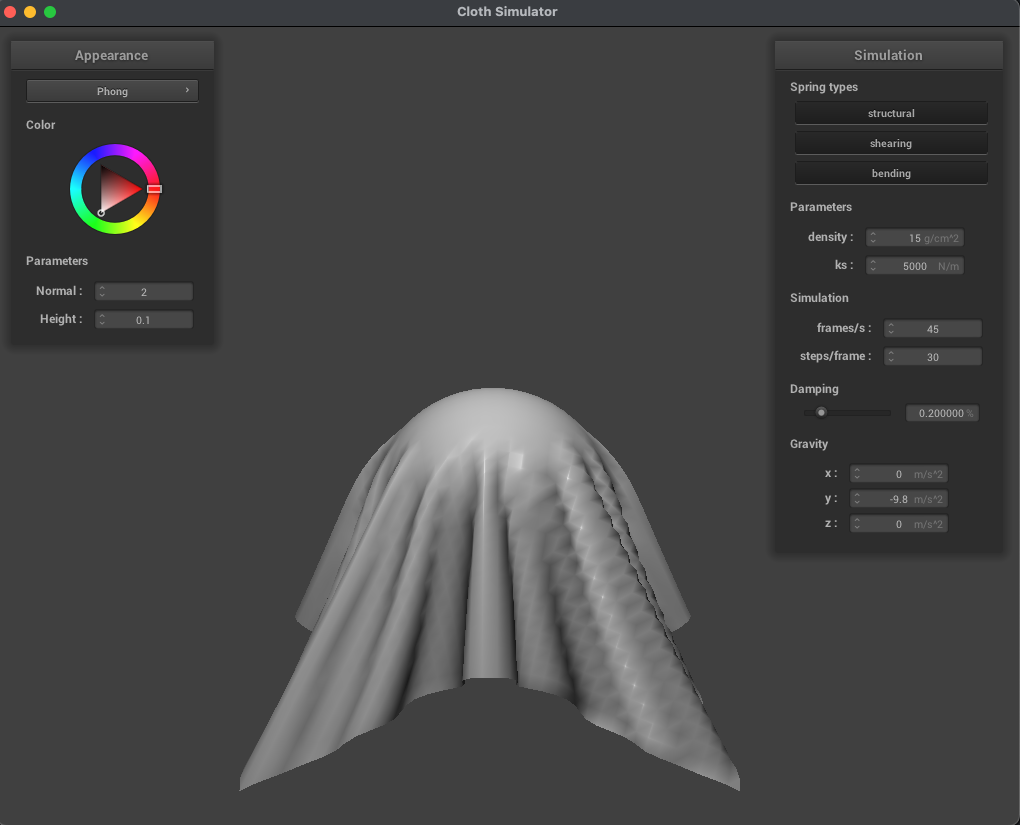 Cloth Simulator
Appearance
Phong
Color
Parameters
Normal : 2
Height : 0.1
Simulation
Spring types
structural
shearing
bending
Parameters
density : 15 g/cm^2
ks : 5000 N/m
Simulation
frames/s : 45
steps/frame : 30
Damping
0.200000 %
Gravity
x : 0 m/s^2
y : -9.8 m/s^2
z : 0 m/s^2